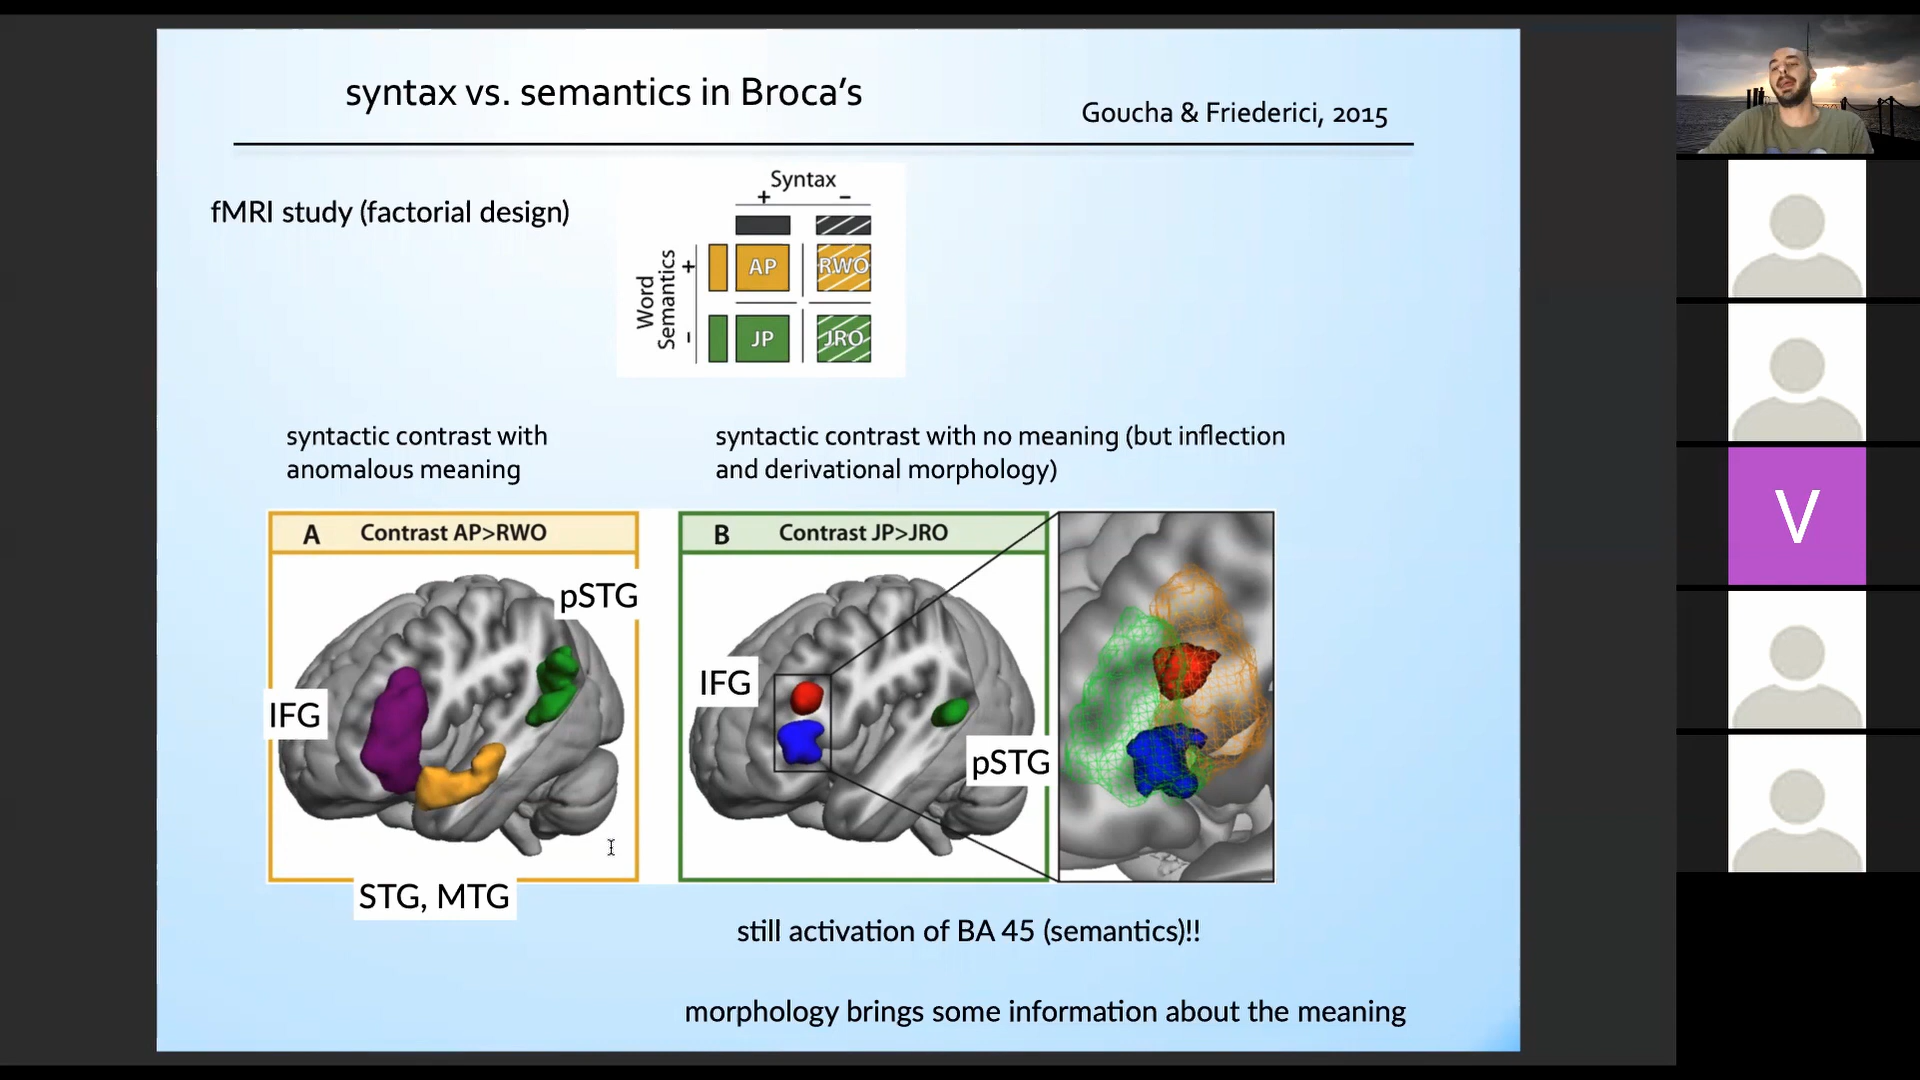 syntax vs. semantics in Broca's
Goucha & Friederici, 2015
fMRI study (factorial design)
Syntax
+ -
Word
Semantics
+
AP
RWO
-
JP
JRO
syntactic contrast with
anomalous meaning
syntactic contrast with no meaning (but inflection
and derivational morphology)
A Contrast AP>RWO
B Contrast JP>JRO
pSTG
IFG
STG, MTG
IFG
pSTG
still activation of BA 45 (semantics)!!
morphology brings some information about the meaning
V